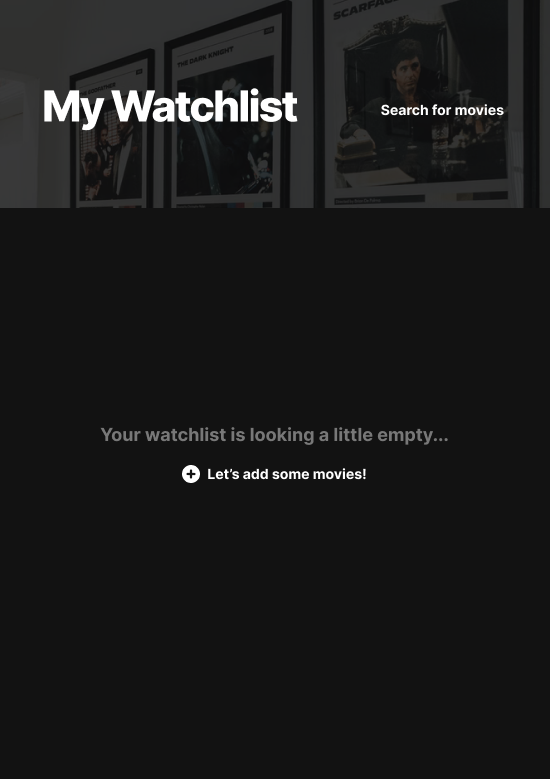 SCARFACE
THE DARK KNIGHT
My Watchlist
Search for movies
Your watchlist is looking a little empty...
Let’s add some movies!